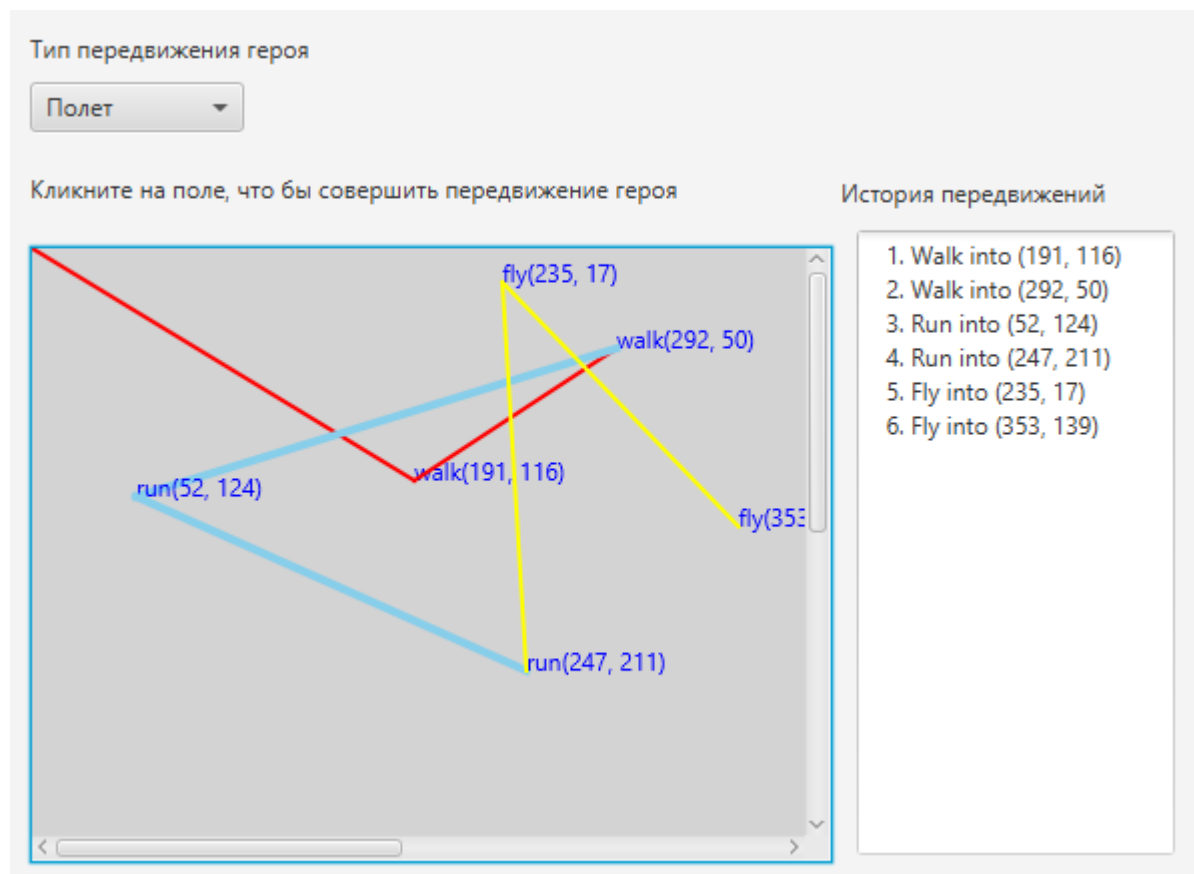 Тип передвижения героя
Полет
Кликните на поле, что бы совершить передвижение героя
История передвижений
fly(235, 17)
walk(292, 50)
walk(191, 116)
run(52, 124)
fly(353
run(247, 211)
1. Walk into (191, 116)
2. Walk into (292, 50)
3. Run into (52, 124)
4. Run into (247, 211)
5. Fly into (235, 17)
6. Fly into (353, 139)